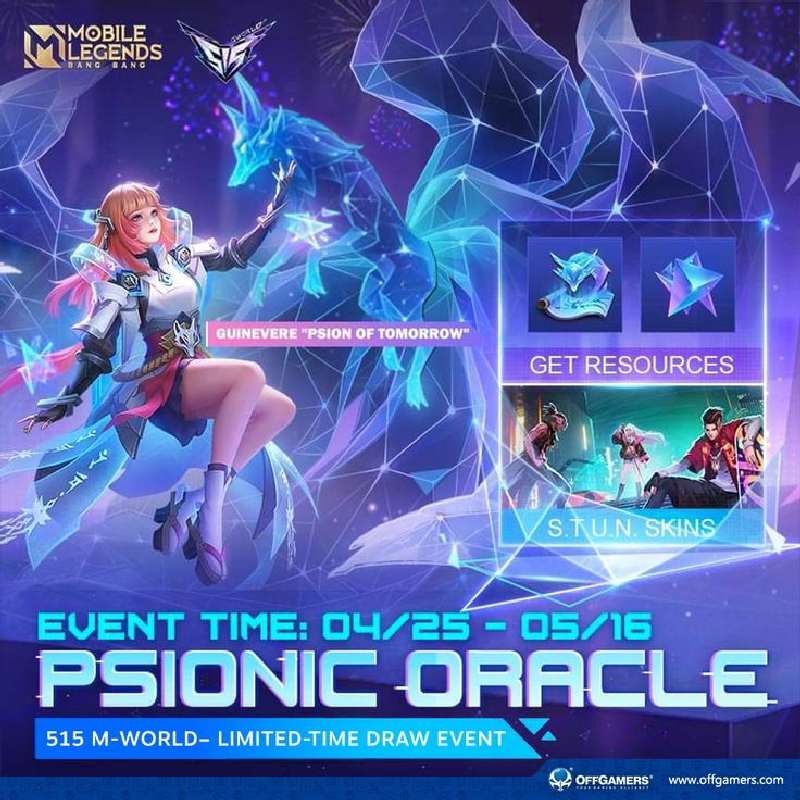 MOBILE
LEGENDS
BANG BANG
515
GUINEVERE "PSION OF TOMORROW"
GET RESOURCES
S.T.U.N. SKINS
EVENT TIME: 04/25 - 05/16
PSIONIC ORACLE
515 M-WORLD– LIMITED-TIME DRAW EVENT
OFFGAMERS®
www.offgamers.com